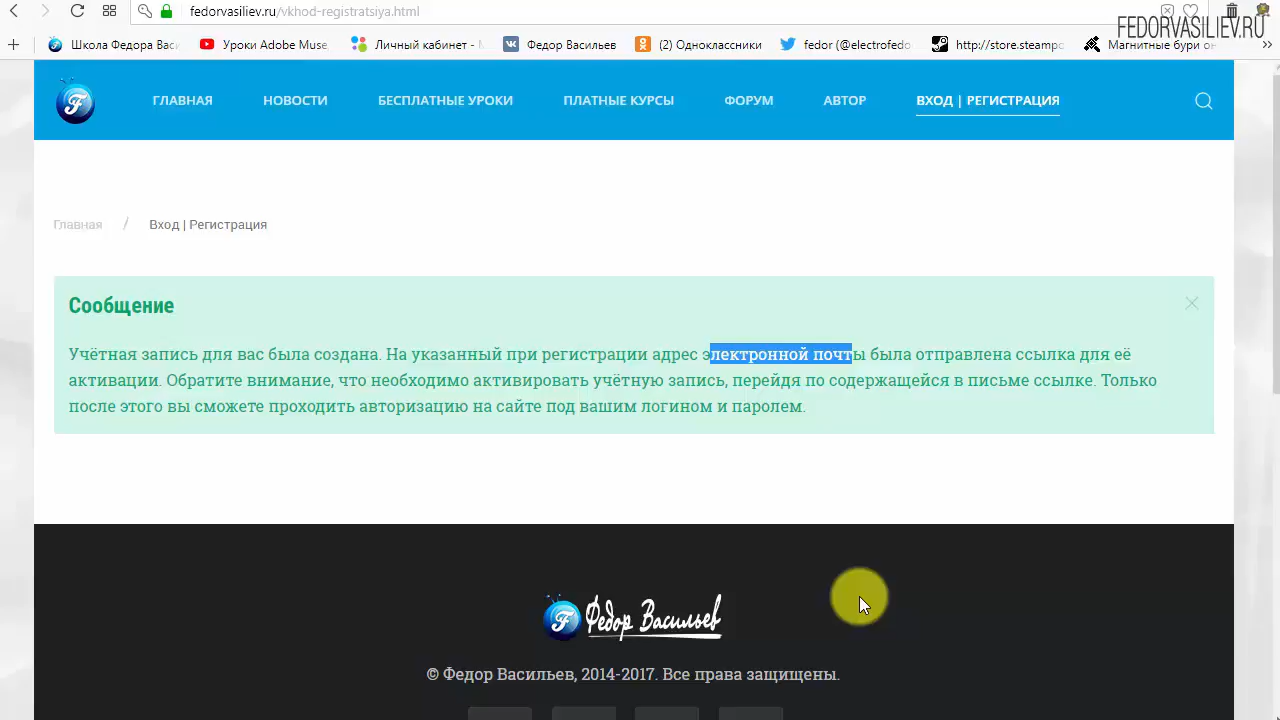 fedorvasiliev.ru/vkhod-registratsiya.html
FEDORVASILIEV.RU
Школа Федора Васи
Уроки Adobe Muse
Личный кабинет -
Федор Васильев
(2) Одноклассники
fedor (@electrofedo
http://store.steampo
Магнитные бури о
ГЛАВНАЯ
НОВОСТИ
БЕСПЛАТНЫЕ УРОКИ
ПЛАТНЫЕ КУРСЫ
ФОРУМ
АВТОР
ВХОД | РЕГИСТРАЦИЯ
Главная / Вход | Регистрация
Сообщение
Учётная запись для вас была создана. На указанный при регистрации адрес электронной почты была отправлена ссылка для её
активации. Обратите внимание, что необходимо активировать учётную запись, перейдя по содержащейся в письме ссылке. Только
после этого вы сможете проходить авторизацию на сайте под вашим логином и паролем.
Федор Васильев
© Федор Васильев, 2014-2017. Все права защищены.